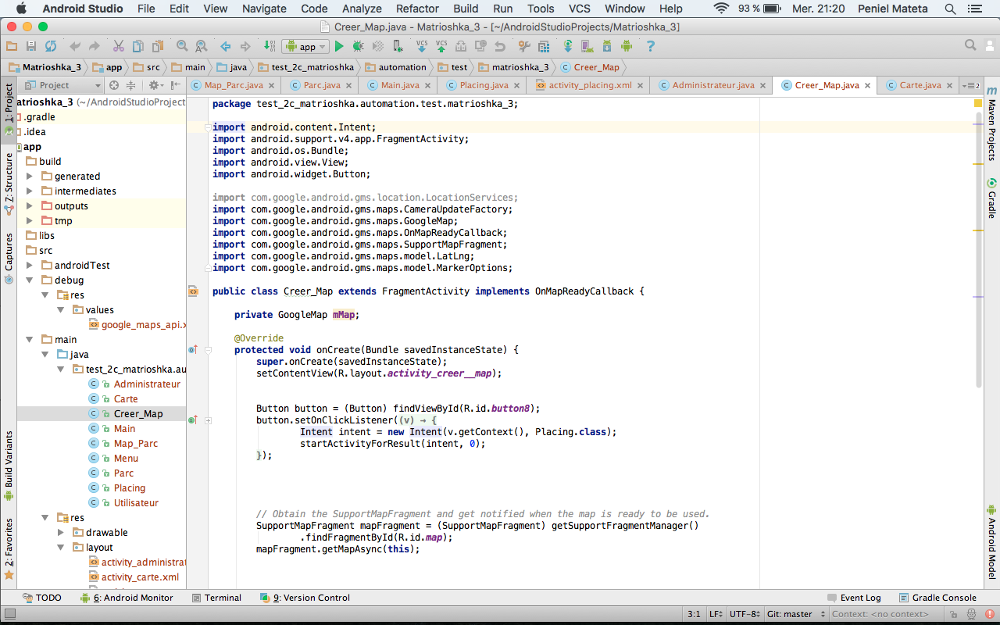 Android Studio File Edit View Navigate Code Analyze Refactor Build Run Tools VCS Window Help 93 % Mer. 21:20 Peniel Mateta
Creer_Map.java - Matrioshka_3 - [~/AndroidStudioProjects/Matrioshka_3]
app VCS VCS ?
Matrioshka_3 app src main java test_2c_matrioshka automation test matrioshka_3 Creer_Map
Project Map_Parc.java Parc.java Main.java Placing.java activity_placing.xml Administrateur.java Creer_Map.java Carte.java
1: Project
Z: Structure
Captures
Build Variants
2: Favorites
atrioshka_3 (~/AndroidStudioProject
.gradle
.idea
app
build
generated
intermediates
outputs
tmp
libs
src
androidTest
debug
res
values
google_maps_api.x
main
java
test_2c_matrioshka.au
Administrateur
Carte
Creer_Map
Main
Map_Parc
Menu
Parc
Placing
Utilisateur
res
drawable
layout
activity_administra
activity_carte.xml
package test_2c_matrioshka.automation.test.matrioshka_3;
import android.content.Intent;
import android.support.v4.app.FragmentActivity;
import android.os.Bundle;
import android.view.View;
import android.widget.Button;
import com.google.android.gms.location.LocationServices;
import com.google.android.gms.maps.CameraUpdateFactory;
import com.google.android.gms.maps.GoogleMap;
import com.google.android.gms.maps.OnMapReadyCallback;
import com.google.android.gms.maps.SupportMapFragment;
import com.google.android.gms.maps.model.LatLng;
import com.google.android.gms.maps.model.MarkerOptions;
public class Creer_Map extends FragmentActivity implements OnMapReadyCallback {
private GoogleMap mMap;
@Override
protected void onCreate(Bundle savedInstanceState) {
super.onCreate(savedInstanceState);
setContentView(R.layout.activity_creer__map);
Button button = (Button) findViewById(R.id.button8);
button.setOnClickListener((v) → {
Intent intent = new Intent(v.getContext(), Placing.class);
startActivityForResult(intent, 0);
});
// Obtain the SupportMapFragment and get notified when the map is ready to be used.
SupportMapFragment mapFragment = (SupportMapFragment) getSupportFragmentManager()
.findFragmentById(R.id.map);
mapFragment.getMapAsync(this);
Maven Projects
Gradle
Android Model
TODO 6: Android Monitor Terminal 9: Version Control Event Log Gradle Console
3:1 LF UTF-8 Git: master Context: <no context>